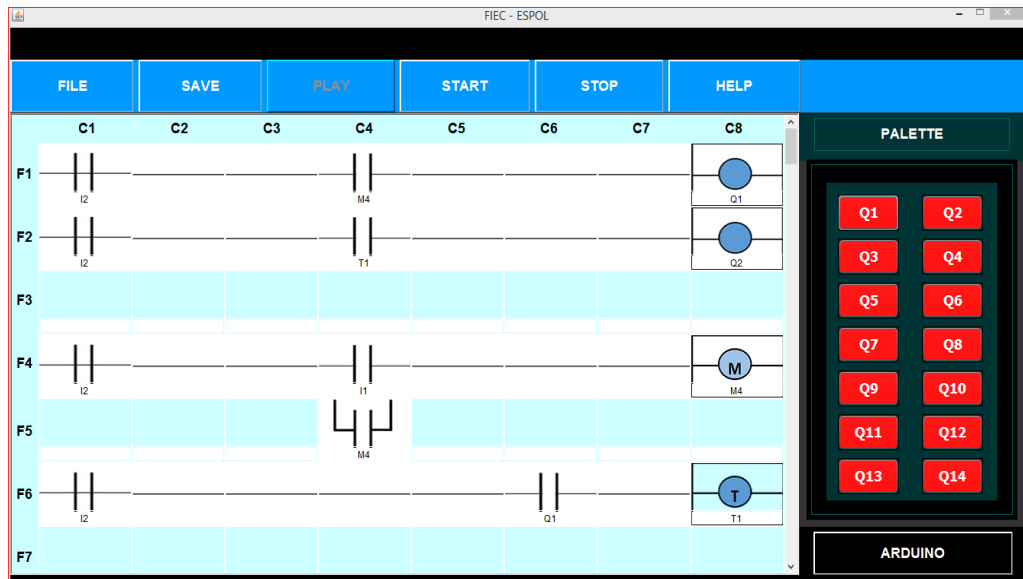 FIEC - ESPOL
FILE SAVE PLAY START STOP HELP
C1 C2 C3 C4 C5 C6 C7 C8
PALETTE
F1
I2 M4 Q1
F2
I2 T1 Q2
F3
F4
M
I2 I1 M4
F5
M4
F6
T
I2 Q1 T1
F7
Q1 Q2
Q3 Q4
Q5 Q6
Q7 Q8
Q9 Q10
Q11 Q12
Q13 Q14
ARDUINO